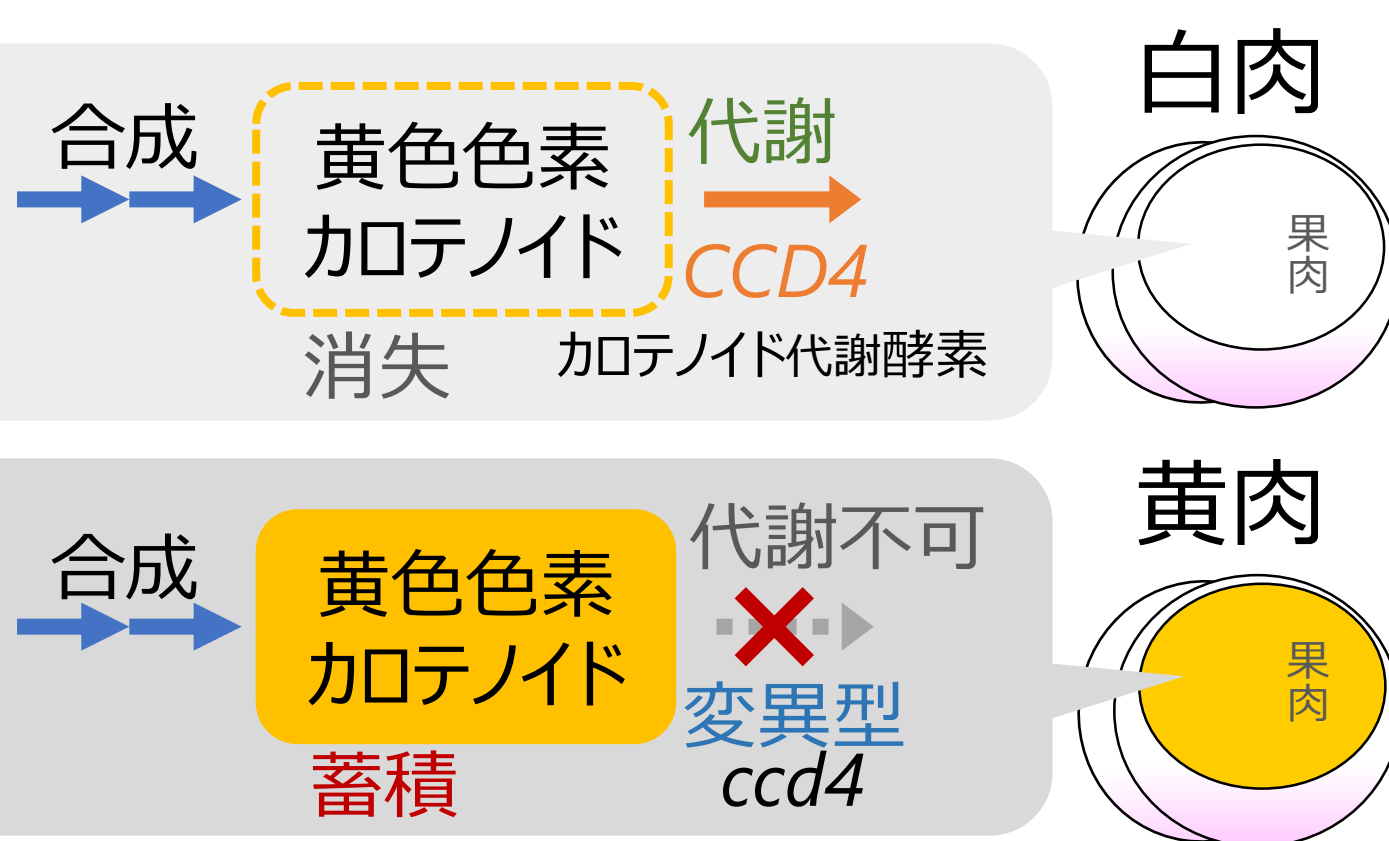 白肉
合成
黄色色素
カロテノイド
代謝
CCD4
消失
カロテノイド代謝酵素
果肉
黄肉
合成
黄色色素
カロテノイド
代謝不可
変異型
ccd4
蓄積
果肉